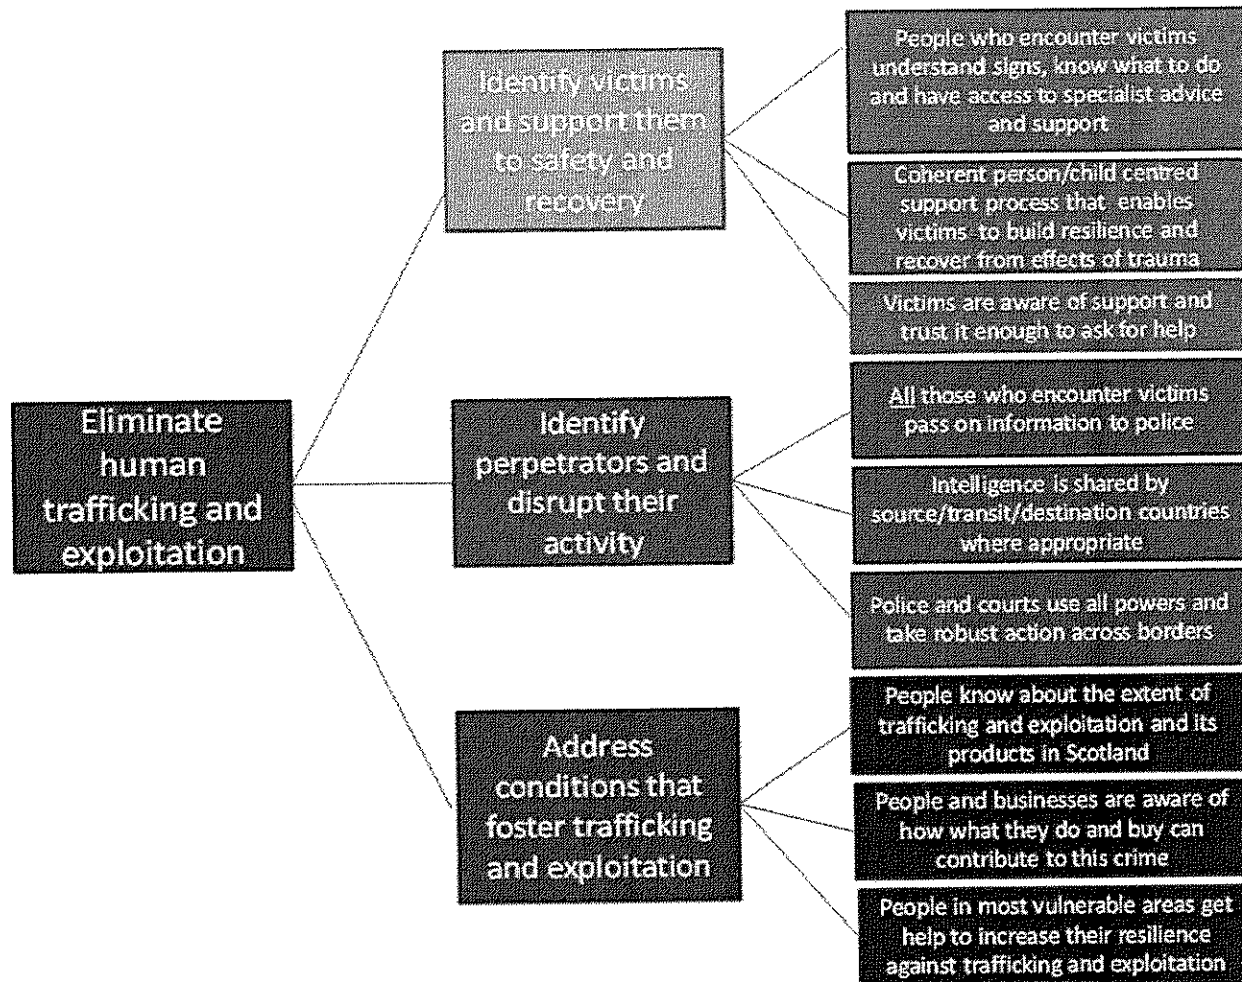 Eliminate
human
trafficking and
exploitation
Identify victims
and support them
to safety and
recovery
People who encounter victims
understand signs, know what to do
and have access to specialist advice
and support
Coherent person/child centred
support process that enables
victims to build resilience and
recover from effects of trauma
Victims are aware of support and
trust it enough to ask for help
Identify
perpetrators and
disrupt their
activity
All those who encounter victims
pass on information to police
Intelligence is shared by
source/transit/destination countries
where appropriate
Police and courts use all powers and
take robust action across borders
Address
conditions that
foster trafficking
and exploitation
People know about the extent of
trafficking and exploitation and its
products in Scotland
People and businesses are aware of
how what they do and buy can
contribute to this crime
People in most vulnerable areas get
help to increase their resilience
against trafficking and exploitation